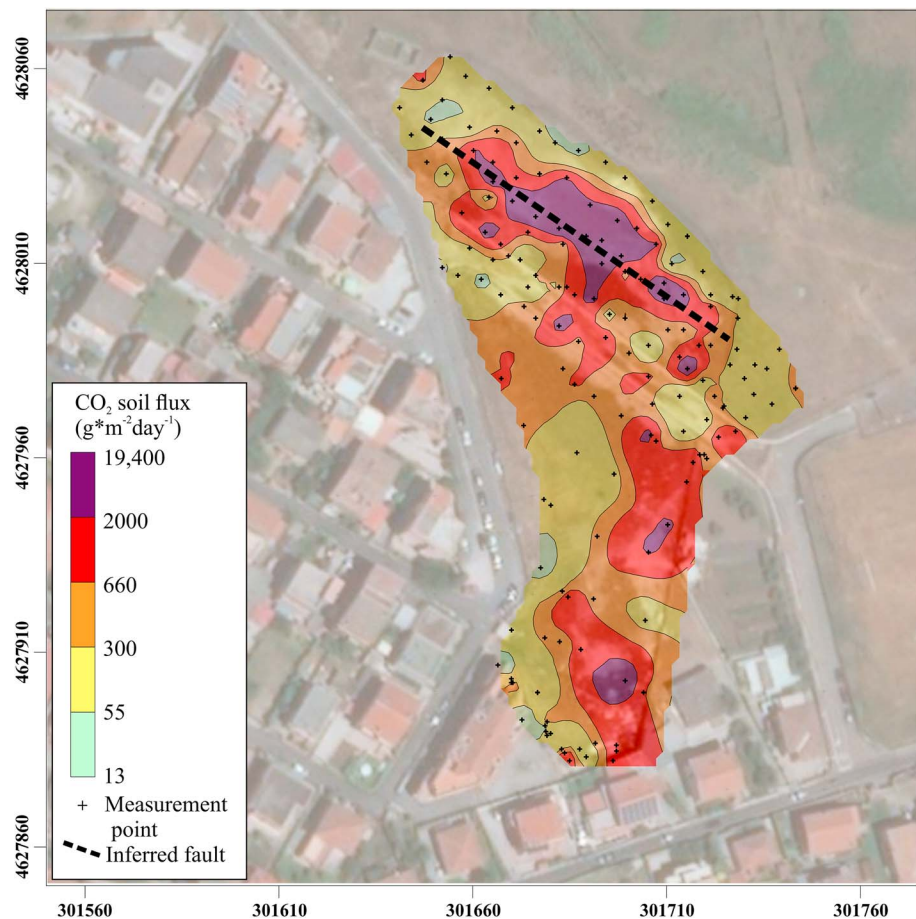 4628060
4628010
4627960
4627910
4627860
CO₂ soil flux
(g*m⁻²day⁻¹)
19,400
2000
660
300
55
13
+ Measurement
point
Inferred fault
301560 301610 301660 301710 301760